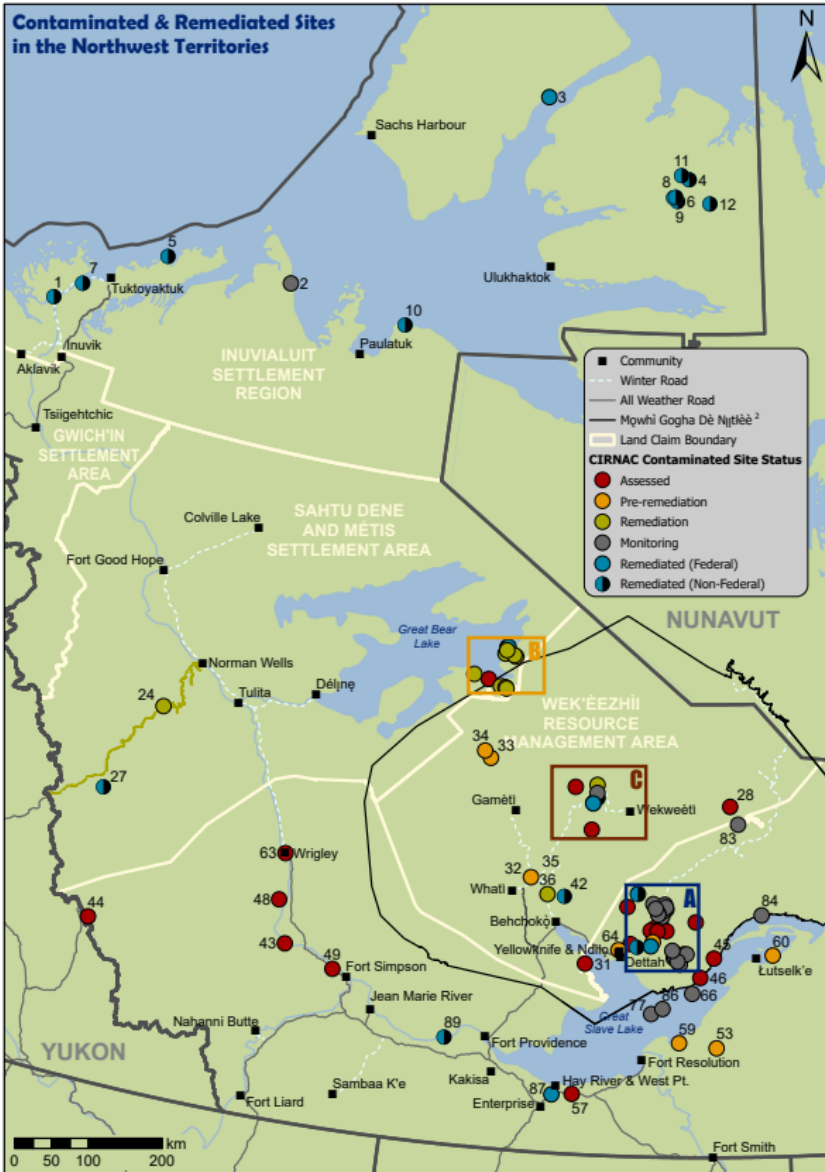 Contaminated & Remediated Sites
in the Northwest Territories
N
3
Sachs Harbour
11
8
4
6
12
9
5
7
1
Tuktoyaktuk
2
Ulukhaktok
10
Inuvik
Aklavik
Paulatuk
INUVIALUIT
SETTLEMENT
REGION
Tsiigehtchic
GWICH'IN
SETTLEMENT
AREA
Community
Winter Road
All Weather Road
Mǫwhì Gogha Dè Nįįtłèè ²
Land Claim Boundary
CIRNAC Contaminated Site Status
Assessed
Pre-remediation
Remediation
Monitoring
Remediated (Federal)
Remediated (Non-Federal)
Colville Lake
SAHTU DENE
AND MÉTIS
SETTLEMENT AREA
Fort Good Hope
NUNAVUT
Great Bear
Lake
B
Norman Wells
24
Tulita
Délı̨nę
WEK'ÈEZHÌI
RESOURCE
MANAGEMENT AREA
34
33
27
C
28
Gamètì
Wekweètì
83
63
Wrigley
32
35
36
42
Whatì
A
44
48
Behchokǫ̀
84
43
64
Yellowknife & Ndılǫ
Dettah
45
60
49
31
Łutselk'e
Fort Simpson
46
66
Jean Marie River
77
86
Great
Slave Lake
Nahanni Butte
89
59
53
YUKON
Fort Providence
Fort Resolution
Kakisa
Hay River & West Pt.
Sambaa K'e
87
57
Fort Liard
Enterprise
km
0 50 100 200
Fort Smith